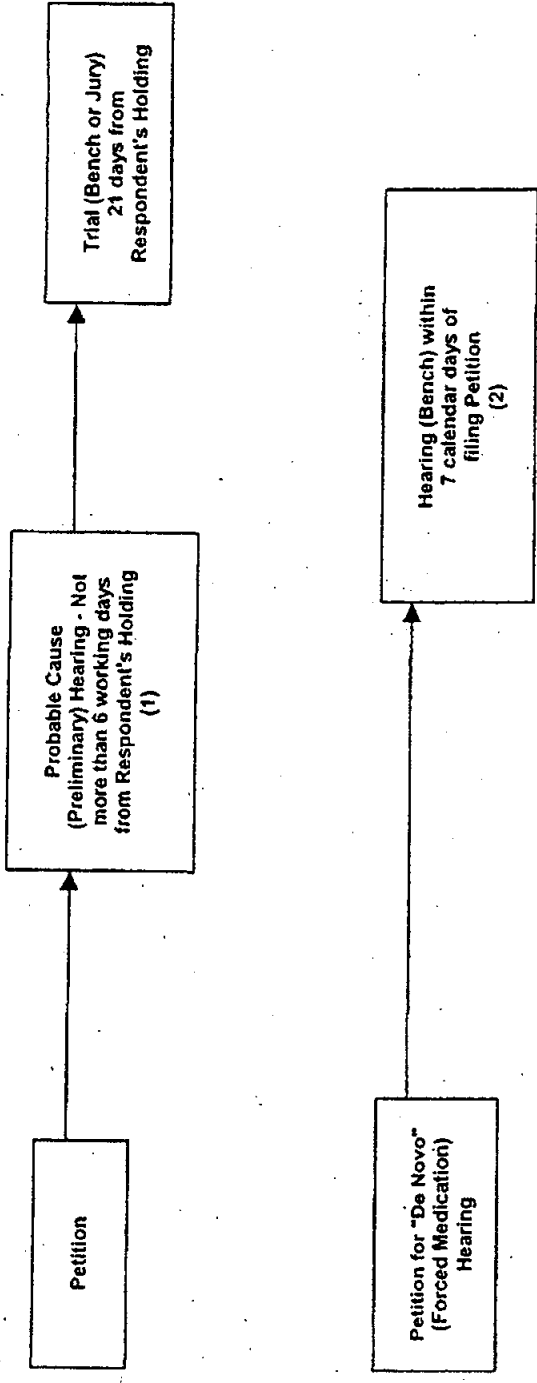 Petition
Probable Cause
(Preliminary) Hearing - Not
more than 6 working days
from Respondent's Holding
(1)
Trial (Bench or Jury)
21 days from
Respondent's Holding
Petition for "De Novo"
(Forced Medication)
Hearing
Hearing (Bench) within
7 calendar days of
filing Petition
(2)